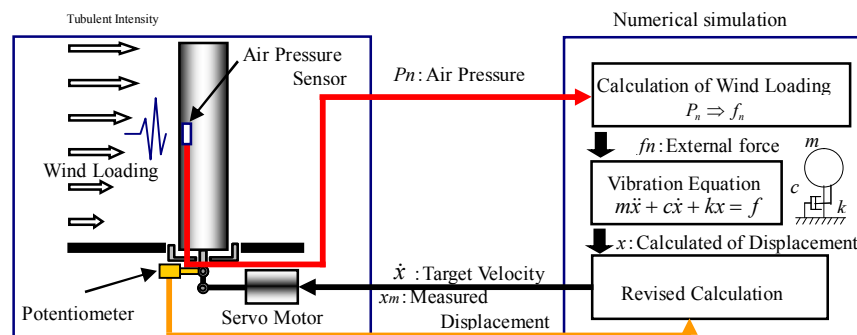 Tubulent Intensity
Numerical simulation
Air Pressure
Sensor
Pn: Air Pressure
Calculation of Wind Loading
Pₙ ⇒ fₙ
Wind Loading
fn: External force
m
c
k
Vibration Equation
mẍ + cẋ + kx = f
x: Calculated of Displacement
ẋ : Target Velocity
xm: Measured
Displacement
Revised Calculation
Potentiometer
Servo Motor